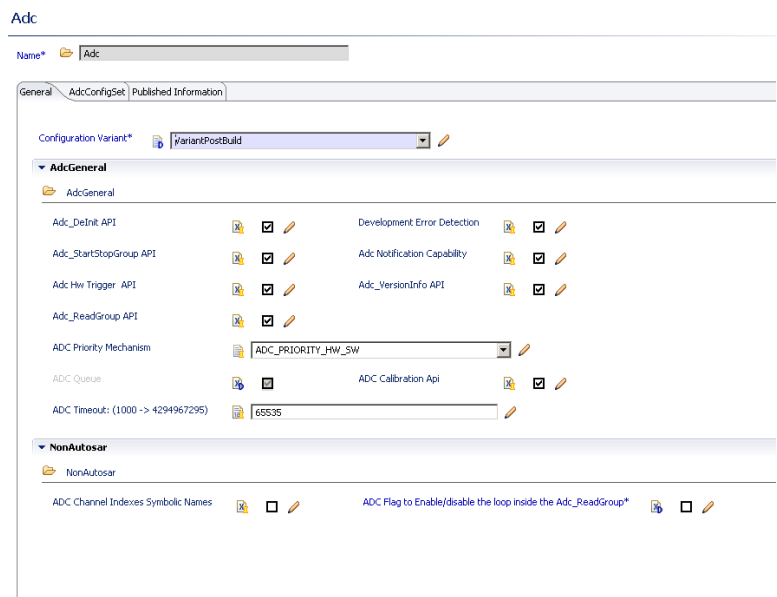 Adc
Name* Adc
General AdcConfigSet Published Information
Configuration Variant* VariantPostBuild
AdcGeneral
AdcGeneral
Adc_DeInit API Development Error Detection
Adc_StartStopGroup API Adc Notification Capability
Adc Hw Trigger API Adc_VersionInfo API
Adc_ReadGroup API
ADC Priority Mechanism ADC_PRIORITY_HW_SW
ADC Queue ADC Calibration Api
ADC Timeout: (1000 -> 4294967295) 65535
NonAutosar
NonAutosar
ADC Channel Indexes Symbolic Names ADC Flag to Enable/disable the loop inside the Adc_ReadGroup*